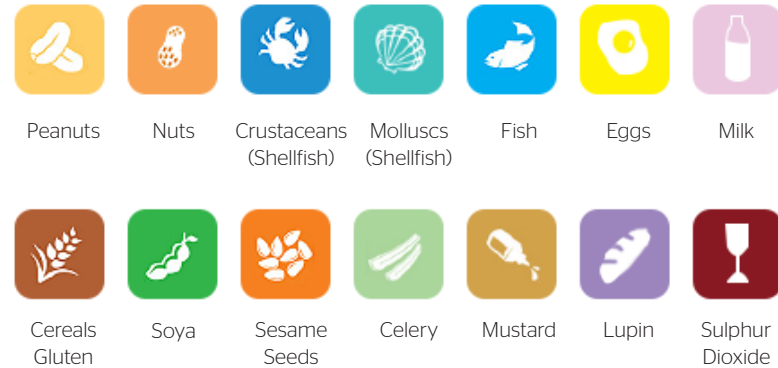 Peanuts
Nuts
Crustaceans
(Shellfish)
Molluscs
(Shellfish)
Fish
Eggs
Milk
Cereals
Gluten
Soya
Sesame
Seeds
Celery
Mustard
Lupin
Sulphur
Dioxide